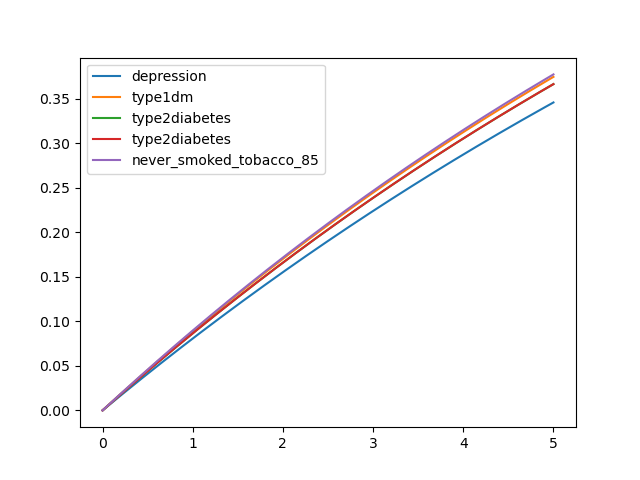 depression
type1dm
type2diabetes
type2diabetes
never_smoked_tobacco_85
0.35
0.30
0.25
0.20
0.15
0.10
0.05
0.00
0 1 2 3 4 5